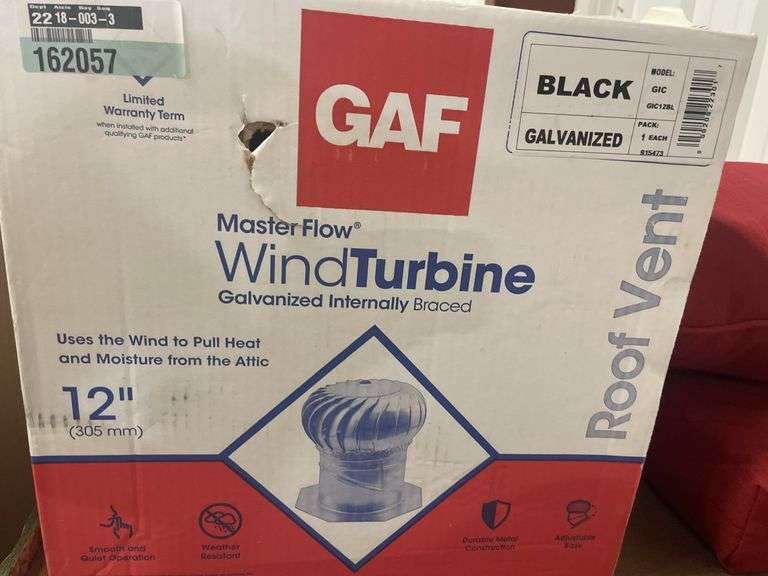 Dept Aisle Bay Seq
22 18-003-3
162057
Limited
Warranty Term
when installed with additional
qualifying GAF products*
GAF
BLACK
GALVANIZED
MODEL:
GIC
GIC12BL
PACK:
1 EACH
915473
Master Flow®
WindTurbine
Galvanized Internally Braced
Uses the Wind to Pull Heat
and Moisture from the Attic
12"
(305 mm)
Roof Vent
Smooth and
Quiet Operation
Weather
Resistant
Durable Metal
Construction
Adjustable
Base